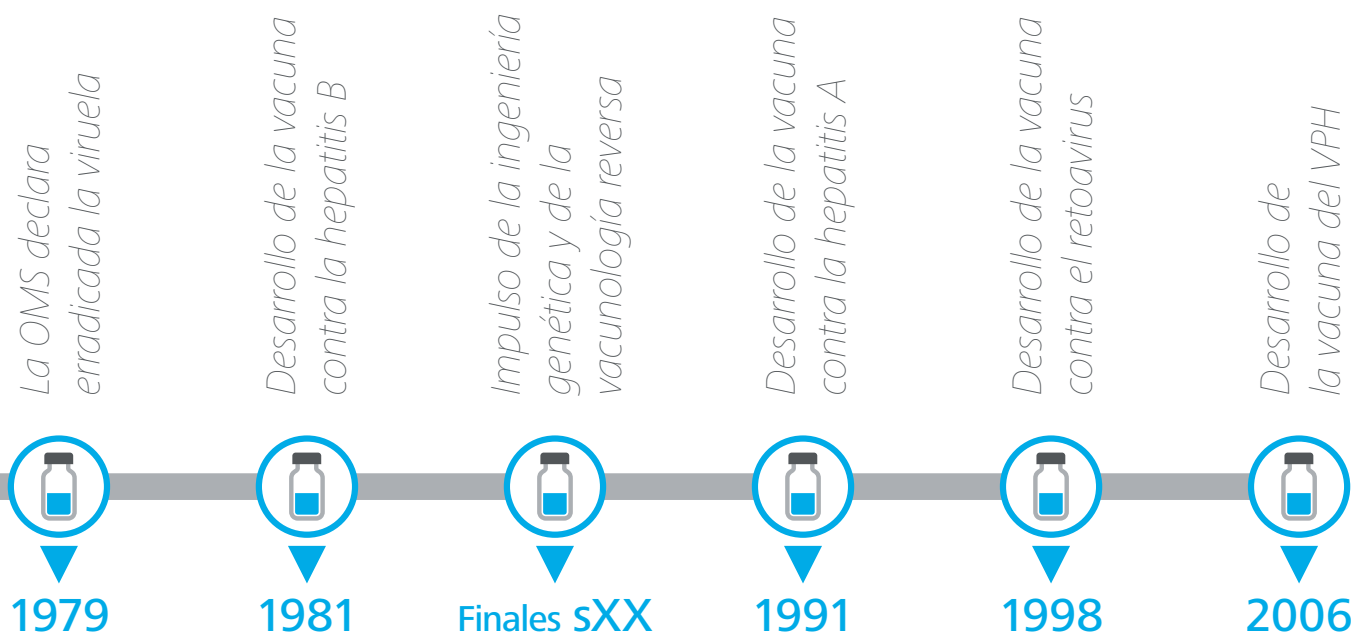 La OMS declara
erradicada la viruela
1979
Desarrollo de la vacuna
contra la hepatitis B
1981
Impulso de la ingeniería
genética y de la
vacunología reversa
Finales sXX
Desarrollo de la vacuna
contra la hepatitis A
1991
Desarrollo de la vacuna
contra el retoavirus
1998
Desarrollo de
la vacuna del VPH
2006